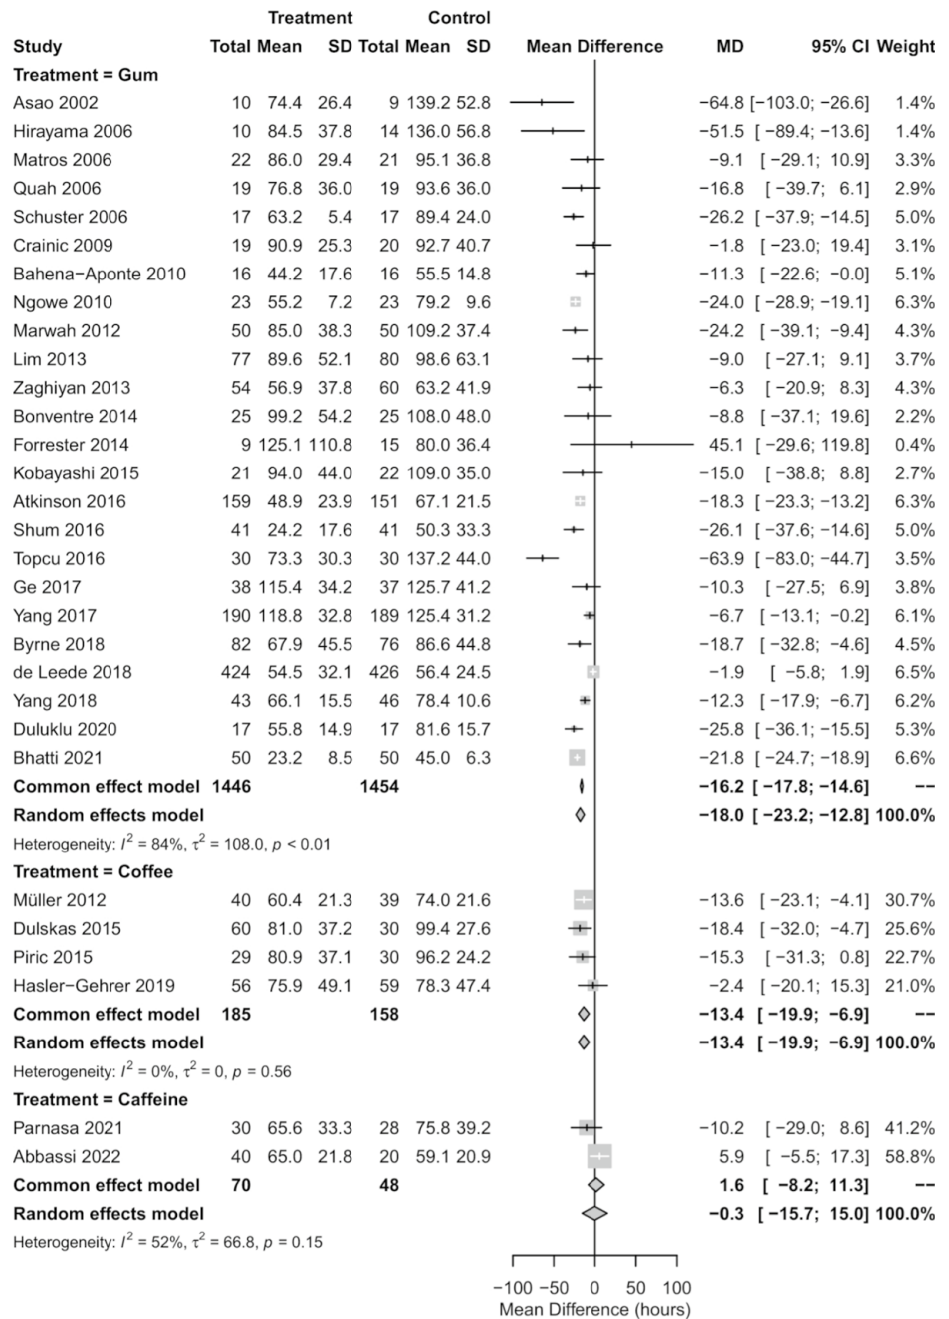 Treatment Control
Study Total Mean SD Total Mean SD Mean Difference MD 95% CI Weight
Treatment = Gum
Asao 2002 10 74.4 26.4 9 139.2 52.8 −64.8 [−103.0; −26.6] 1.4%
Hirayama 2006 10 84.5 37.8 14 136.0 56.8 −51.5 [ −89.4; −13.6] 1.4%
Matros 2006 22 86.0 29.4 21 95.1 36.8 −9.1 [ −29.1; 10.9] 3.3%
Quah 2006 19 76.8 36.0 19 93.6 36.0 −16.8 [ −39.7; 6.1] 2.9%
Schuster 2006 17 63.2 5.4 17 89.4 24.0 −26.2 [ −37.9; −14.5] 5.0%
Crainic 2009 19 90.9 25.3 20 92.7 40.7 −1.8 [ −23.0; 19.4] 3.1%
Bahena−Aponte 2010 16 44.2 17.6 16 55.5 14.8 −11.3 [ −22.6; −0.0] 5.1%
Ngowe 2010 23 55.2 7.2 23 79.2 9.6 −24.0 [ −28.9; −19.1] 6.3%
Marwah 2012 50 85.0 38.3 50 109.2 37.4 −24.2 [ −39.1; −9.4] 4.3%
Lim 2013 77 89.6 52.1 80 98.6 63.1 −9.0 [ −27.1; 9.1] 3.7%
Zaghiyan 2013 54 56.9 37.8 60 63.2 41.9 −6.3 [ −20.9; 8.3] 4.3%
Bonventre 2014 25 99.2 54.2 25 108.0 48.0 −8.8 [ −37.1; 19.6] 2.2%
Forrester 2014 9 125.1 110.8 15 80.0 36.4 45.1 [ −29.6; 119.8] 0.4%
Kobayashi 2015 21 94.0 44.0 22 109.0 35.0 −15.0 [ −38.8; 8.8] 2.7%
Atkinson 2016 159 48.9 23.9 151 67.1 21.5 −18.3 [ −23.3; −13.2] 6.3%
Shum 2016 41 24.2 17.6 41 50.3 33.3 −26.1 [ −37.6; −14.6] 5.0%
Topcu 2016 30 73.3 30.3 30 137.2 44.0 −63.9 [ −83.0; −44.7] 3.5%
Ge 2017 38 115.4 34.2 37 125.7 41.2 −10.3 [ −27.5; 6.9] 3.8%
Yang 2017 190 118.8 32.8 189 125.4 31.2 −6.7 [ −13.1; −0.2] 6.1%
Byrne 2018 82 67.9 45.5 76 86.6 44.8 −18.7 [ −32.8; −4.6] 4.5%
de Leede 2018 424 54.5 32.1 426 56.4 24.5 −1.9 [ −5.8; 1.9] 6.5%
Yang 2018 43 66.1 15.5 46 78.4 10.6 −12.3 [ −17.9; −6.7] 6.2%
Duluklu 2020 17 55.8 14.9 17 81.6 15.7 −25.8 [ −36.1; −15.5] 5.3%
Bhatti 2021 50 23.2 8.5 50 45.0 6.3 −21.8 [ −24.7; −18.9] 6.6%
Common effect model 1446 1454 −16.2 [ −17.8; −14.6] −−
Random effects model −18.0 [ −23.2; −12.8] 100.0%
Heterogeneity: I² = 84%, τ² = 108.0, p < 0.01
Treatment = Coffee
Müller 2012 40 60.4 21.3 39 74.0 21.6 −13.6 [ −23.1; −4.1] 30.7%
Dulskas 2015 60 81.0 37.2 30 99.4 27.6 −18.4 [ −32.0; −4.7] 25.6%
Piric 2015 29 80.9 37.1 30 96.2 24.2 −15.3 [ −31.3; 0.8] 22.7%
Hasler−Gehrer 2019 56 75.9 49.1 59 78.3 47.4 −2.4 [ −20.1; 15.3] 21.0%
Common effect model 185 158 −13.4 [ −19.9; −6.9] −−
Random effects model −13.4 [ −19.9; −6.9] 100.0%
Heterogeneity: I² = 0%, τ² = 0, p = 0.56
Treatment = Caffeine
Parnasa 2021 30 65.6 33.3 28 75.8 39.2 −10.2 [ −29.0; 8.6] 41.2%
Abbassi 2022 40 65.0 21.8 20 59.1 20.9 5.9 [ −5.5; 17.3] 58.8%
Common effect model 70 48 1.6 [ −8.2; 11.3] −−
Random effects model −0.3 [ −15.7; 15.0] 100.0%
Heterogeneity: I² = 52%, τ² = 66.8, p = 0.15
−100 −50 0 50 100
Mean Difference (hours)